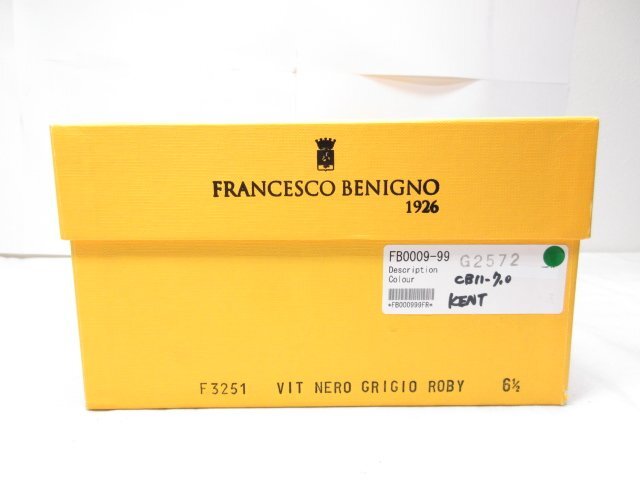 FRANCESCO BENIGNO
1926
FB0009-99 G2572
Description
Colour CB11-7.0
*FB000999FR* KENT
F3251 VIT NERO GRIGIO ROBY 6½